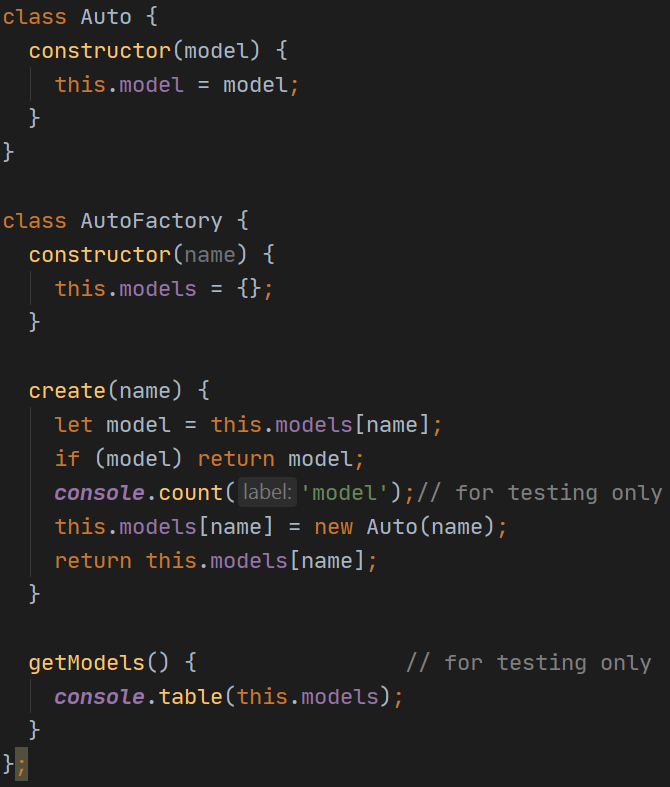 class Auto {
  constructor(model) {
    this.model = model;
  }
}

class AutoFactory {
  constructor(name) {
    this.models = {};
  }

  create(name) {
    let model = this.models[name];
    if (model) return model;
    console.count( label: 'model');// for testing only
    this.models[name] = new Auto(name);
    return this.models[name];
  }

  getModels() {                // for testing only
    console.table(this.models);
  }
};